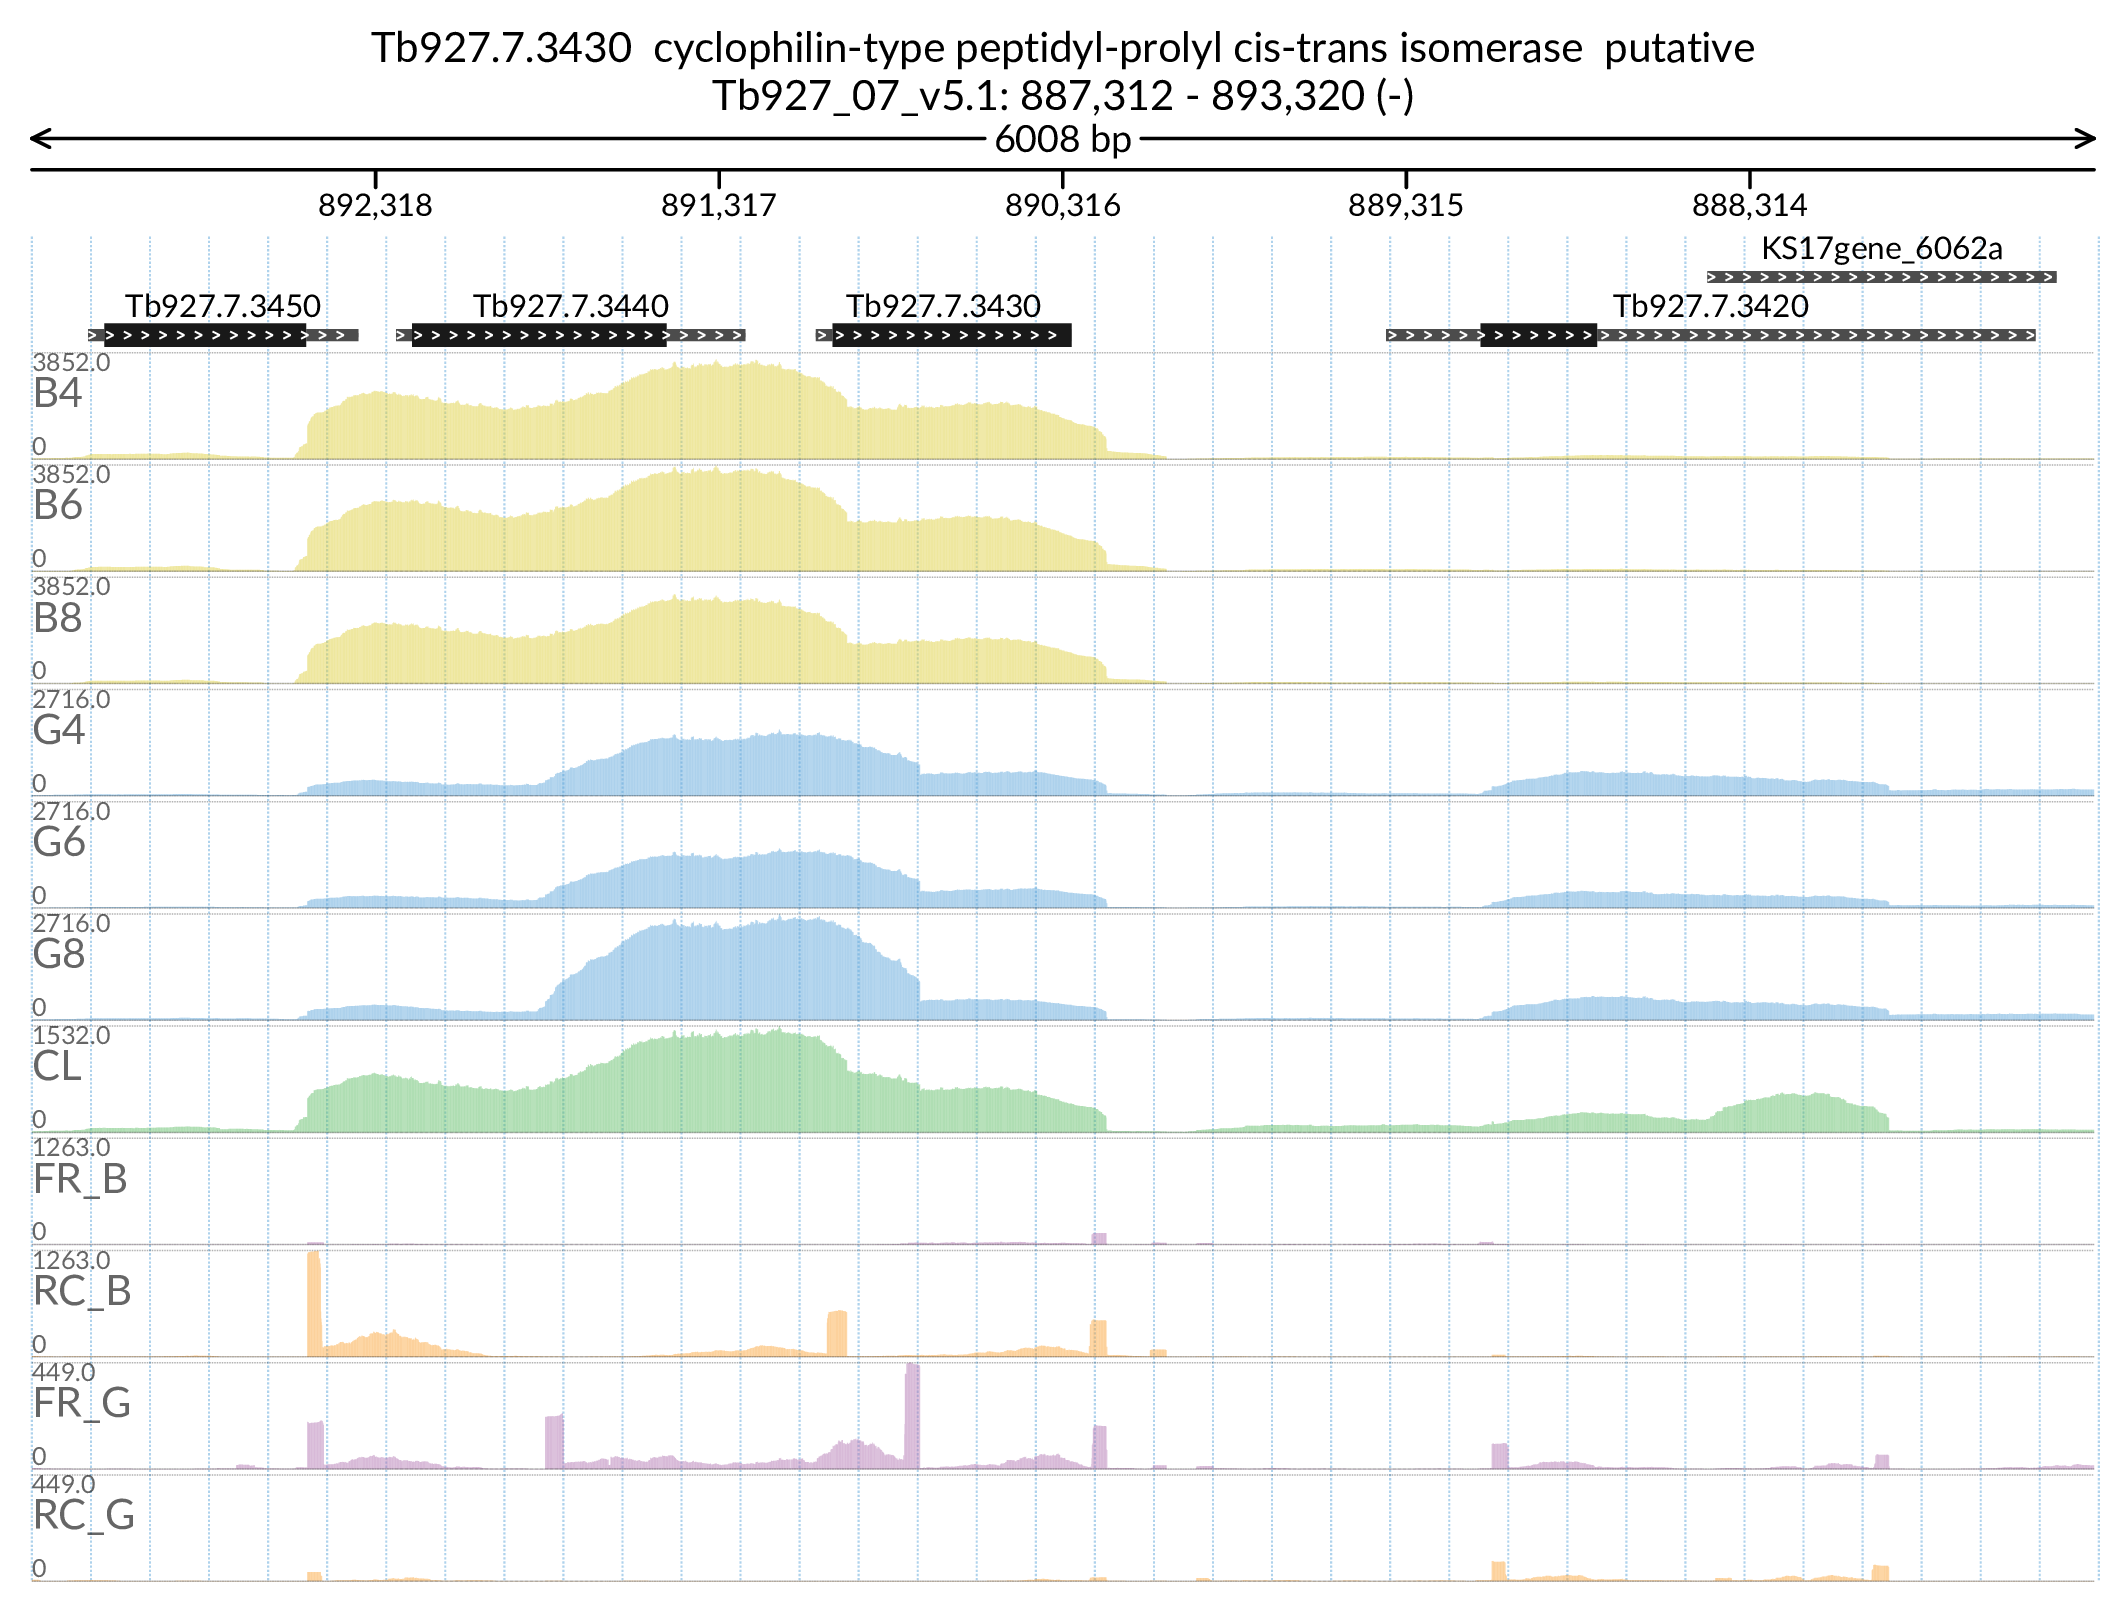 Tb927.7.3430  cyclophilin-type peptidyl-prolyl cis-trans isomerase  putative
Tb927_07_v5.1: 887,312 - 893,320 (-)
6008 bp
892,318 891,317 890,316 889,315 888,314
KS17gene_6062a
Tb927.7.3450 Tb927.7.3440 Tb927.7.3430 Tb927.7.3420
3852.0
B4
0
3852.0
B6
0
3852.0
B8
0
2716.0
G4
0
2716.0
G6
0
2716.0
G8
0
1532.0
CL
0
1263.0
FR_B
0
1263.0
RC_B
0
449.0
FR_G
0
449.0
RC_G
0